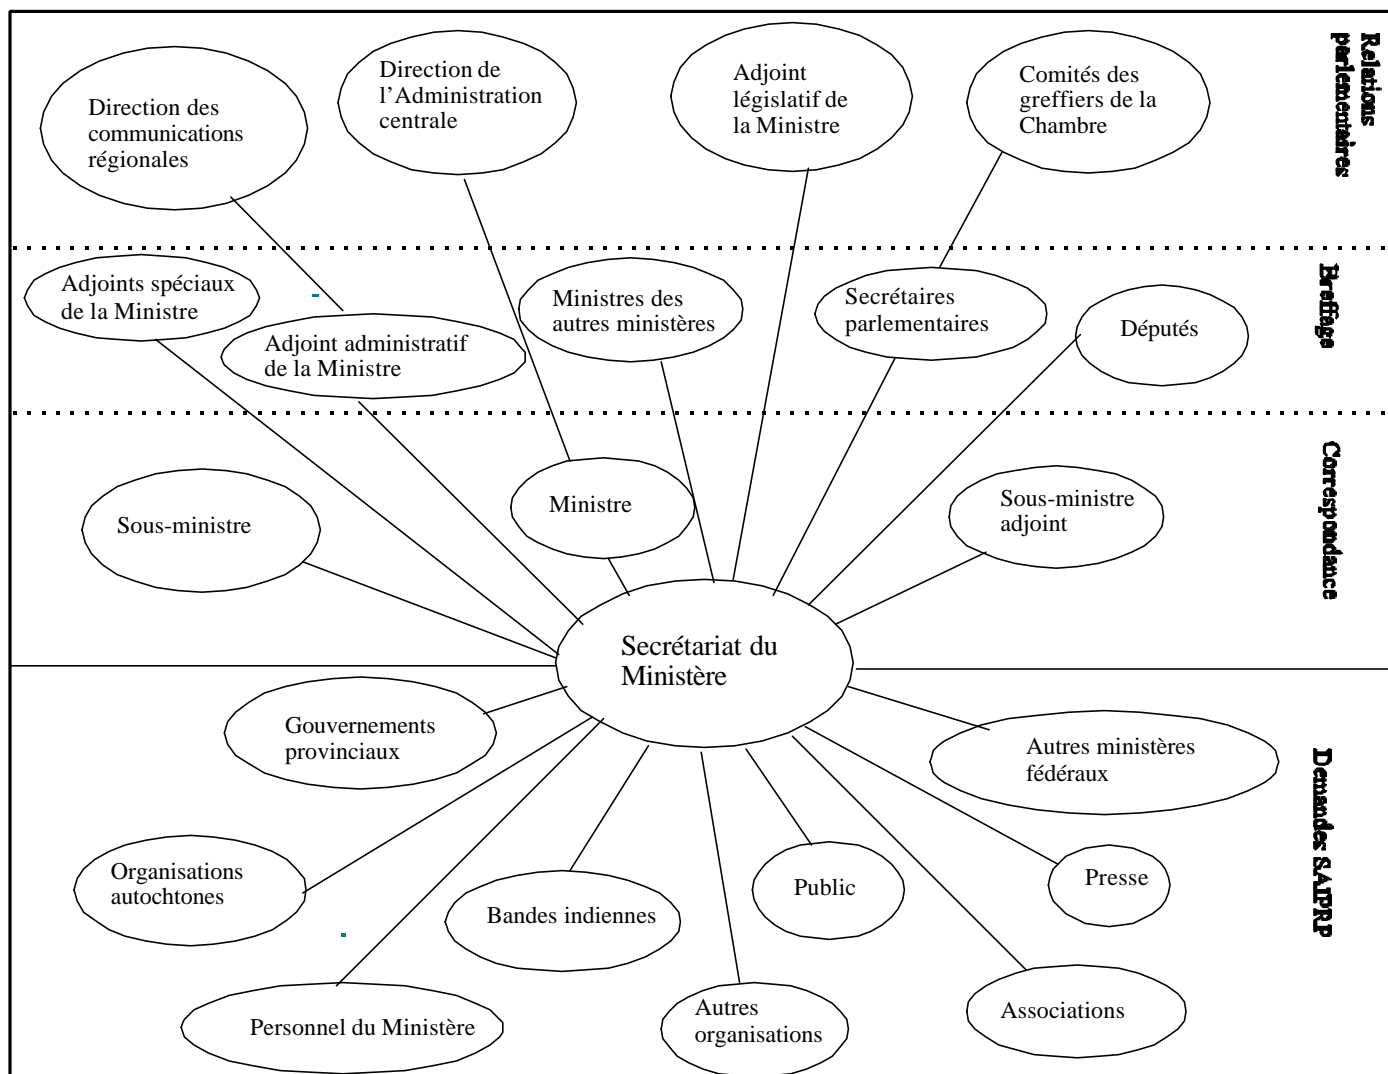 Direction des
communications
régionales
Direction de
l’Administration
centrale
Adjoint
législatif de
la Ministre
Comités des
greffiers de la
Chambre
Relations
parlementaires
Adjoints spéciaux
de la Ministre
Adjoint administratif
de la Ministre
Ministres des
autres ministères
Secrétaires
parlementaires
Députés
Breffage
Sous-ministre
Ministre
Sous-ministre
adjoint
Correspondance
Secrétariat du
Ministère
Gouvernements
provinciaux
Autres ministères
fédéraux
Organisations
autochtones
Bandes indiennes
Public
Presse
Demandes SAIPRP
Personnel du Ministère
Autres
organisations
Associations